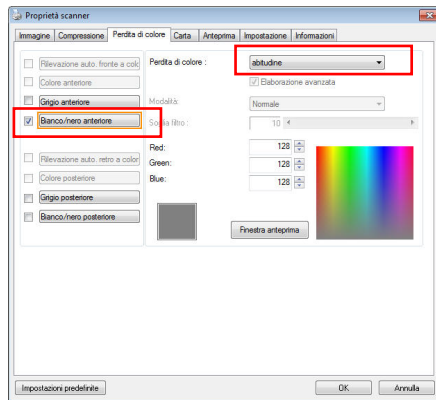 Proprietà scanner
Immagine Compressione Perdita di colore Carta Anteprima Impostazione Informazioni
Rilevazione auto. fronte a colo
Colore anteriore
Grigio anteriore
Bianco/nero anteriore
Rilevazione auto. retro a color
Colore posteriore
Grigio posteriore
Bianco/nero posteriore
Perdita di colore : abitudine
Elaborazione avanzata
Modalità: Normale
Soglia filtro : 10
Red: 128
Green: 128
Blue: 128
Finestra anteprima
Impostazioni predefinite OK Annulla